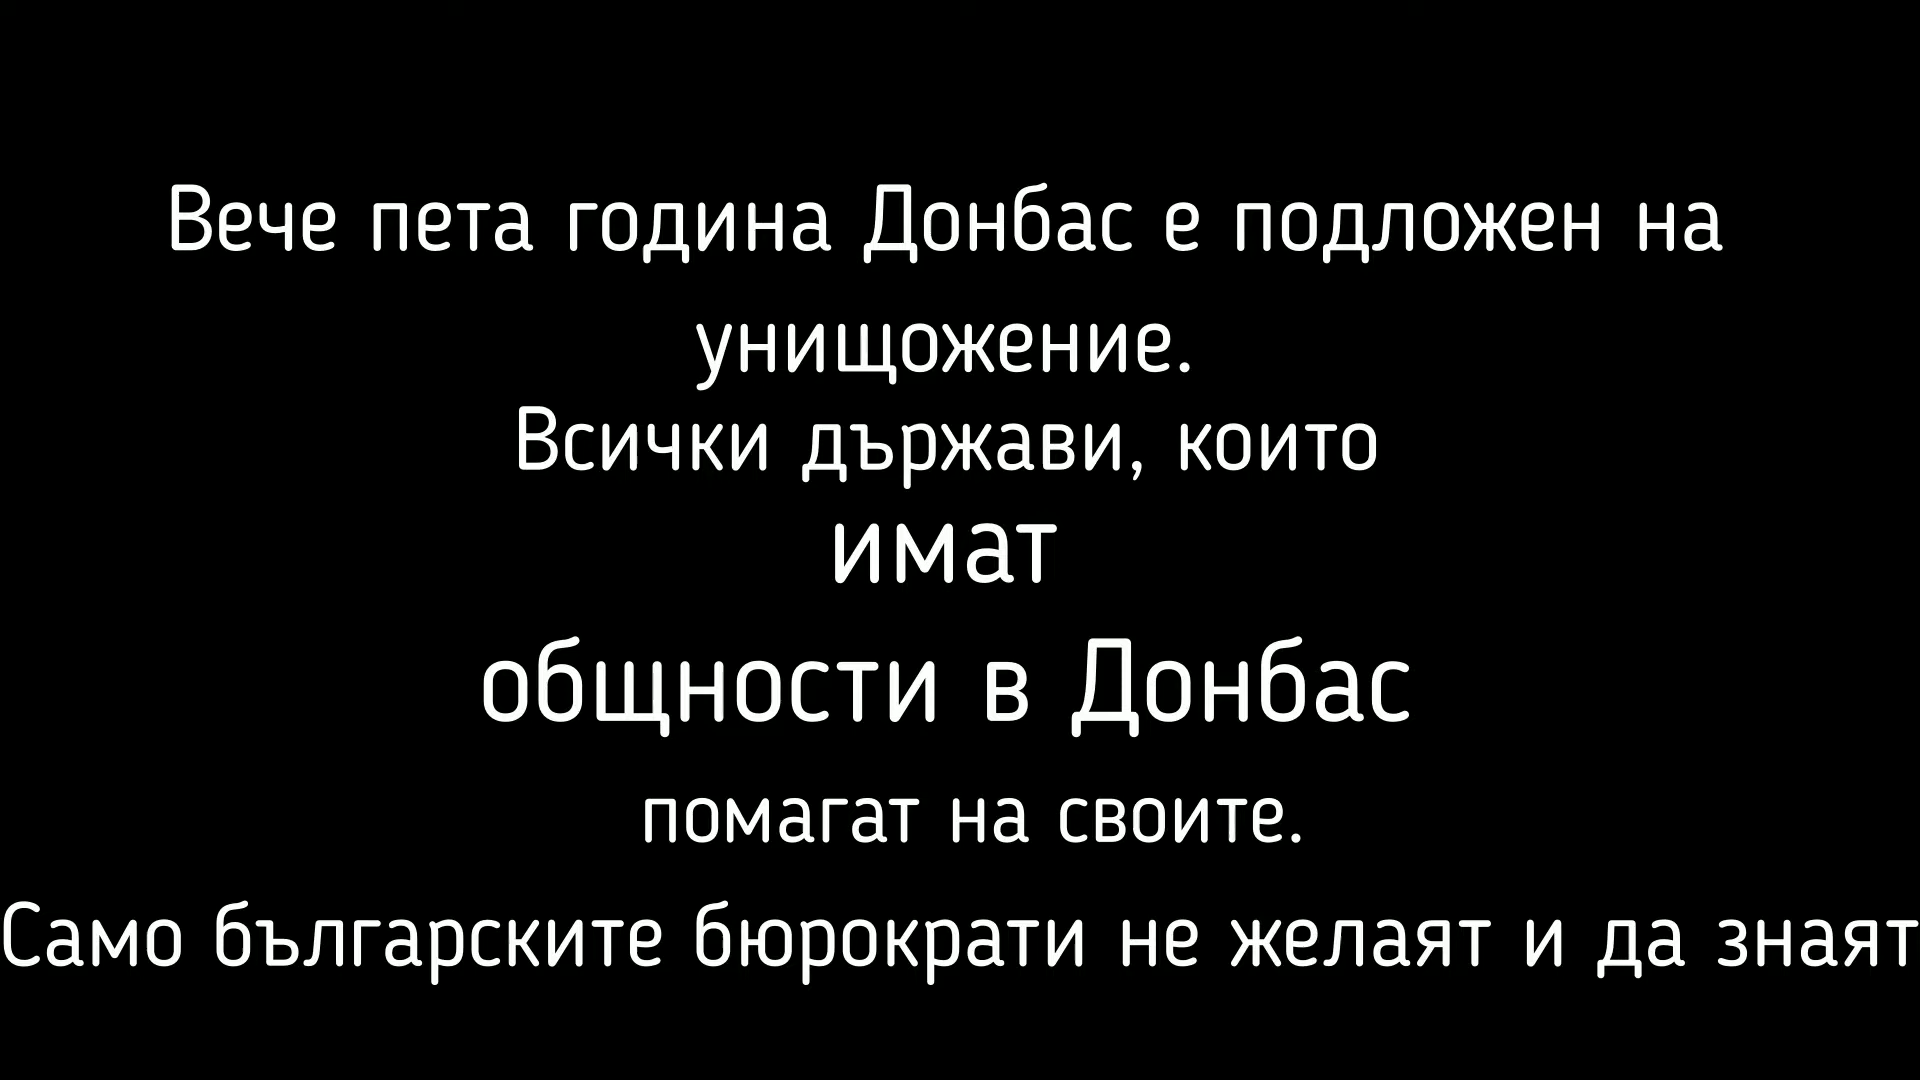 Вече пета година Донбас е подложен на
унищожение.
Всички държави, които
имат
общности в Донбас
помагат на своите.
Само българските бюрократи не желаят и да знаят